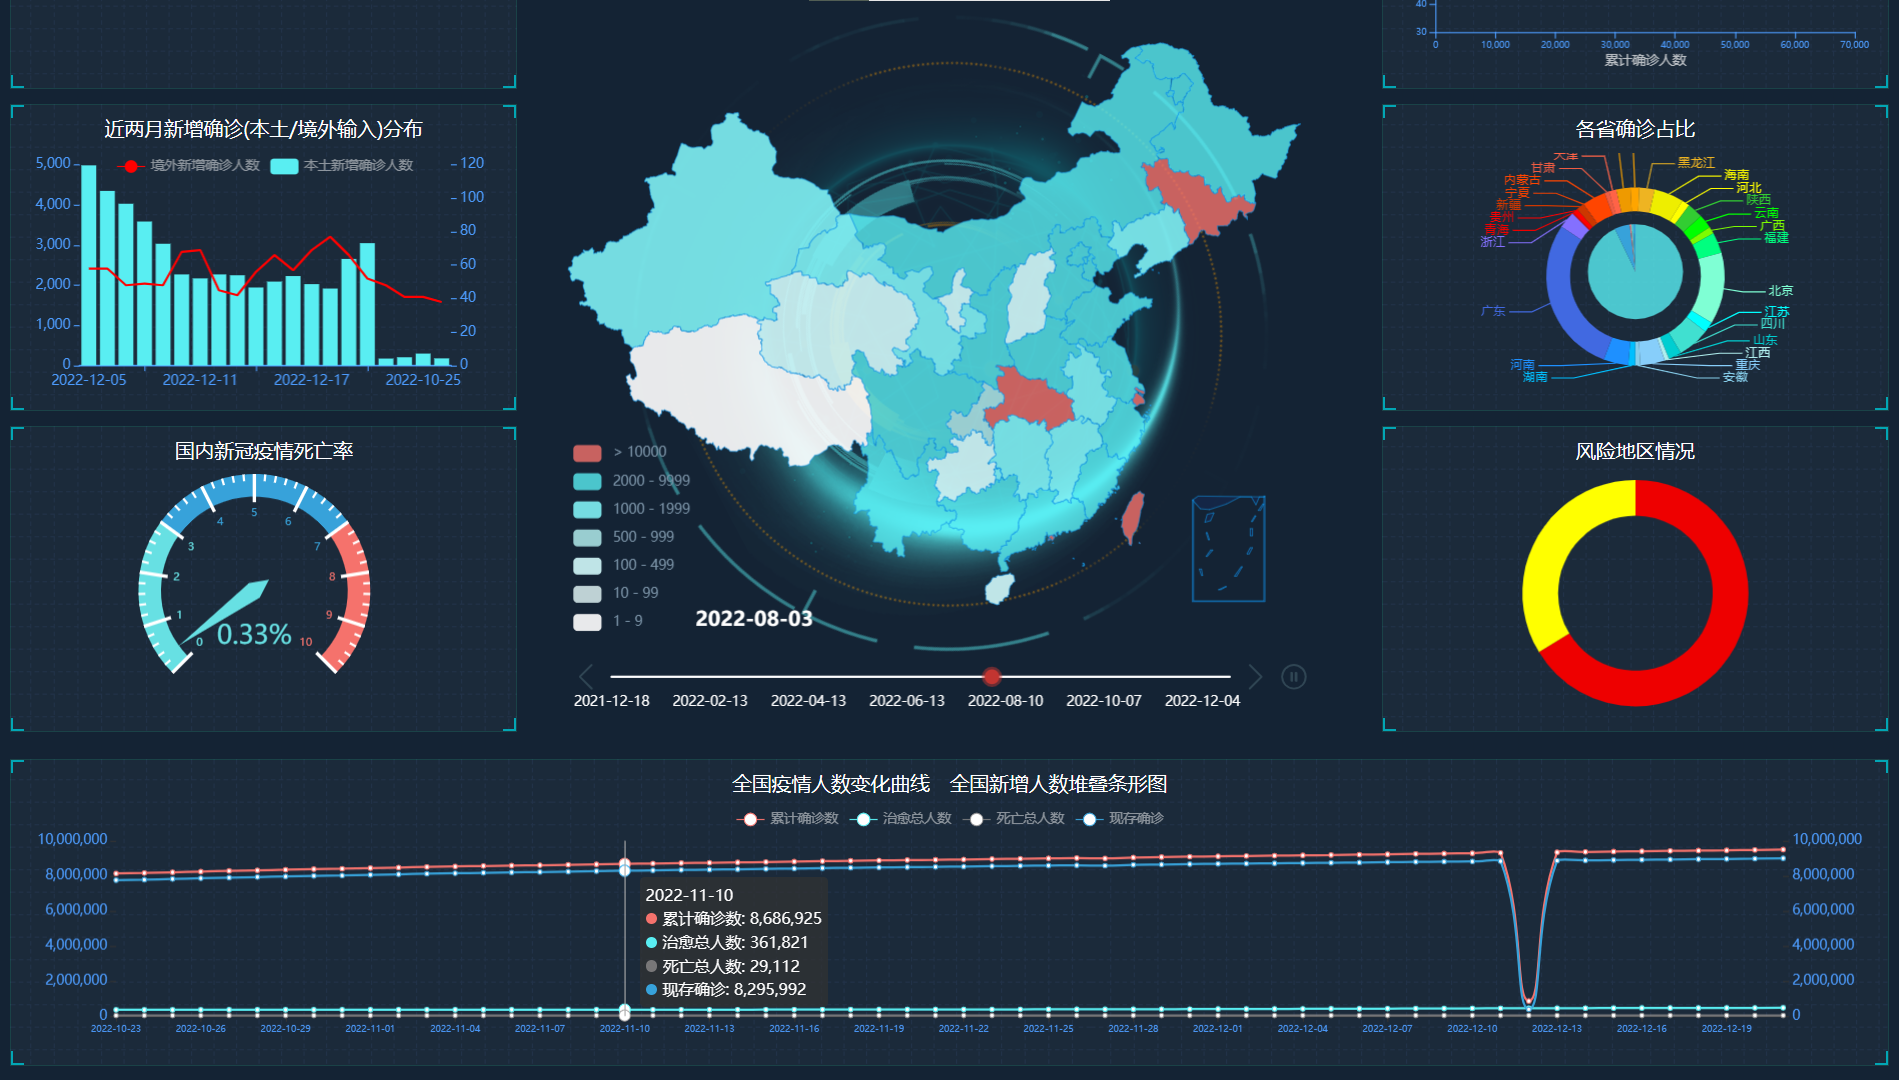 40
30
0 10,000 20,000 30,000 40,000 50,000 60,000 70,000
累计确诊人数
近两月新增确诊(本土/境外输入)分布
境外新增确诊人数 本土新增确诊人数
5,000
4,000
3,000
2,000
1,000
0
120
100
80
60
40
20
0
2022-12-05 2022-12-11 2022-12-17 2022-10-25
国内新冠疫情死亡率
0
1
2
3
4
5
6
7
8
9
10
0.33%
> 10000
2000 - 9999
1000 - 1999
500 - 999
100 - 499
10 - 99
1 - 9
2022-08-03
2021-12-18 2022-02-13 2022-04-13 2022-06-13 2022-08-10 2022-10-07 2022-12-04
各省确诊占比
天津
甘肃
内蒙古
宁夏
新疆
贵州
青海
浙江
广东
河南
湖南
黑龙江
海南
河北
陕西
云南
广西
福建
北京
江苏
四川
山东
江西
重庆
安徽
风险地区情况
全国疫情人数变化曲线 全国新增人数堆叠条形图
累计确诊数 治愈总人数 死亡总人数 现存确诊
10,000,000
8,000,000
6,000,000
4,000,000
2,000,000
0
10,000,000
8,000,000
6,000,000
4,000,000
2,000,000
0
2022-11-10
累计确诊数: 8,686,925
治愈总人数: 361,821
死亡总人数: 29,112
现存确诊: 8,295,992
2022-10-23 2022-10-26 2022-10-29 2022-11-01 2022-11-04 2022-11-07 2022-11-10 2022-11-13 2022-11-16 2022-11-19 2022-11-22 2022-11-25 2022-11-28 2022-12-01 2022-12-04 2022-12-07 2022-12-10 2022-12-13 2022-12-16 2022-12-19